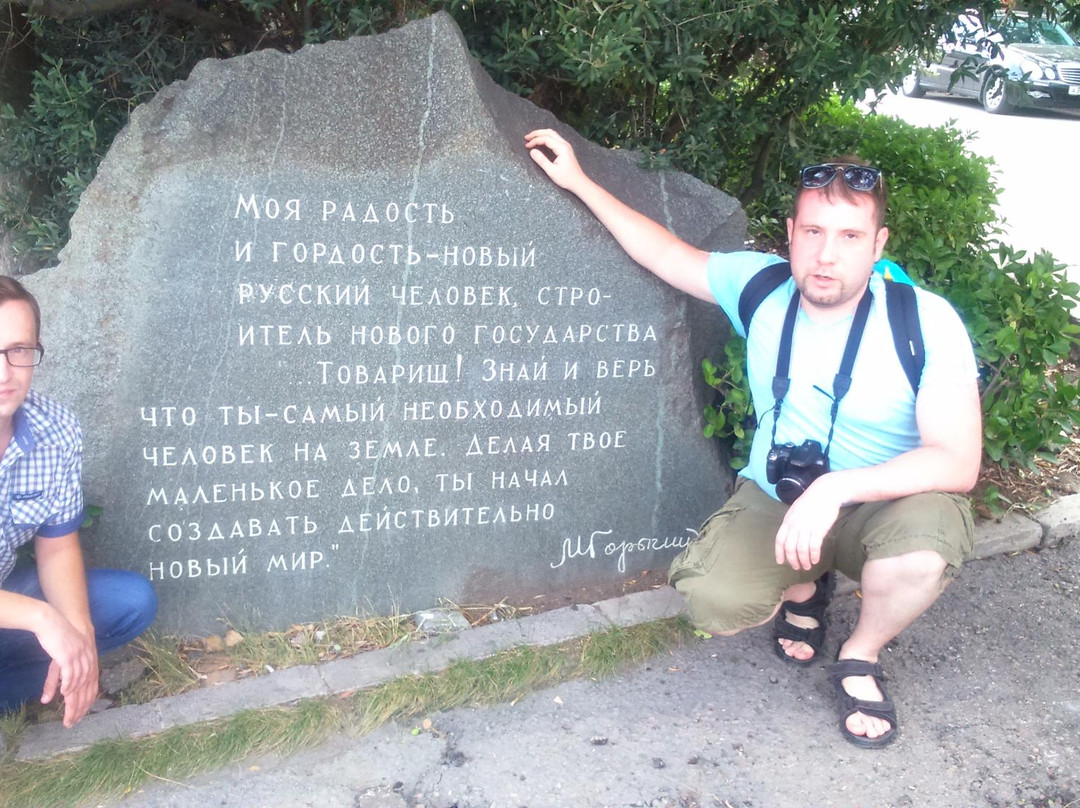 Моя радость
и гордость-новый
русский человек, стро-
итель нового государства
..Товарищ! Знай и верь
что ты-самый необходимый
человек на земле. Делая твое
маленькое дело, ты начал
создавать действительно
новый мир."
МГорький